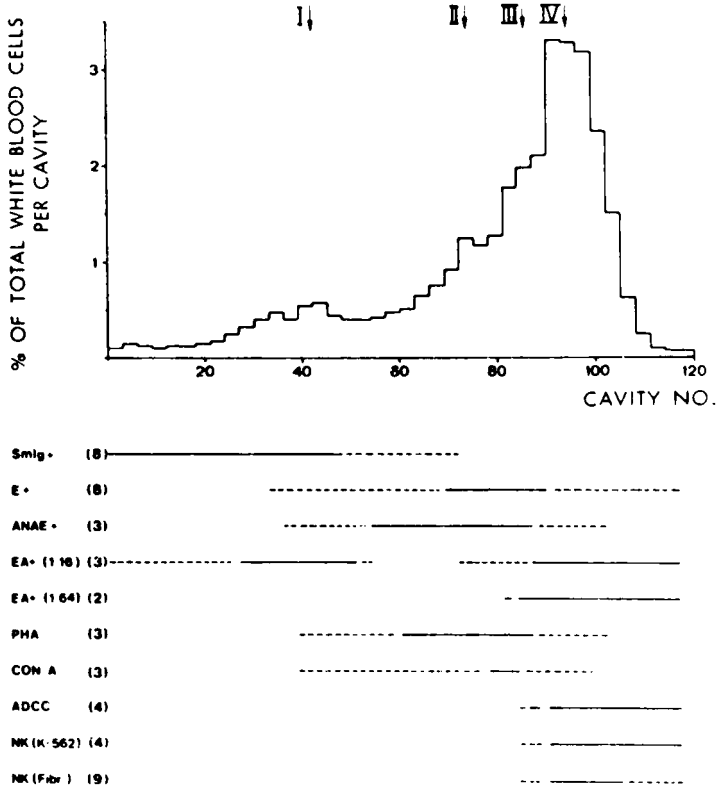 I II III IV
% OF TOTAL WHITE BLOOD CELLS
PER CAVITY
3
2
1
20 40 60 80 100 120
CAVITY NO.
SmIg+ (8)
E+ (8)
ANAE+ (3)
EA+ (1:16) (3)
EA+ (1:64) (2)
PHA (3)
CON A (3)
ADCC (4)
NK (K-562) (4)
NK (Fibr.) (9)